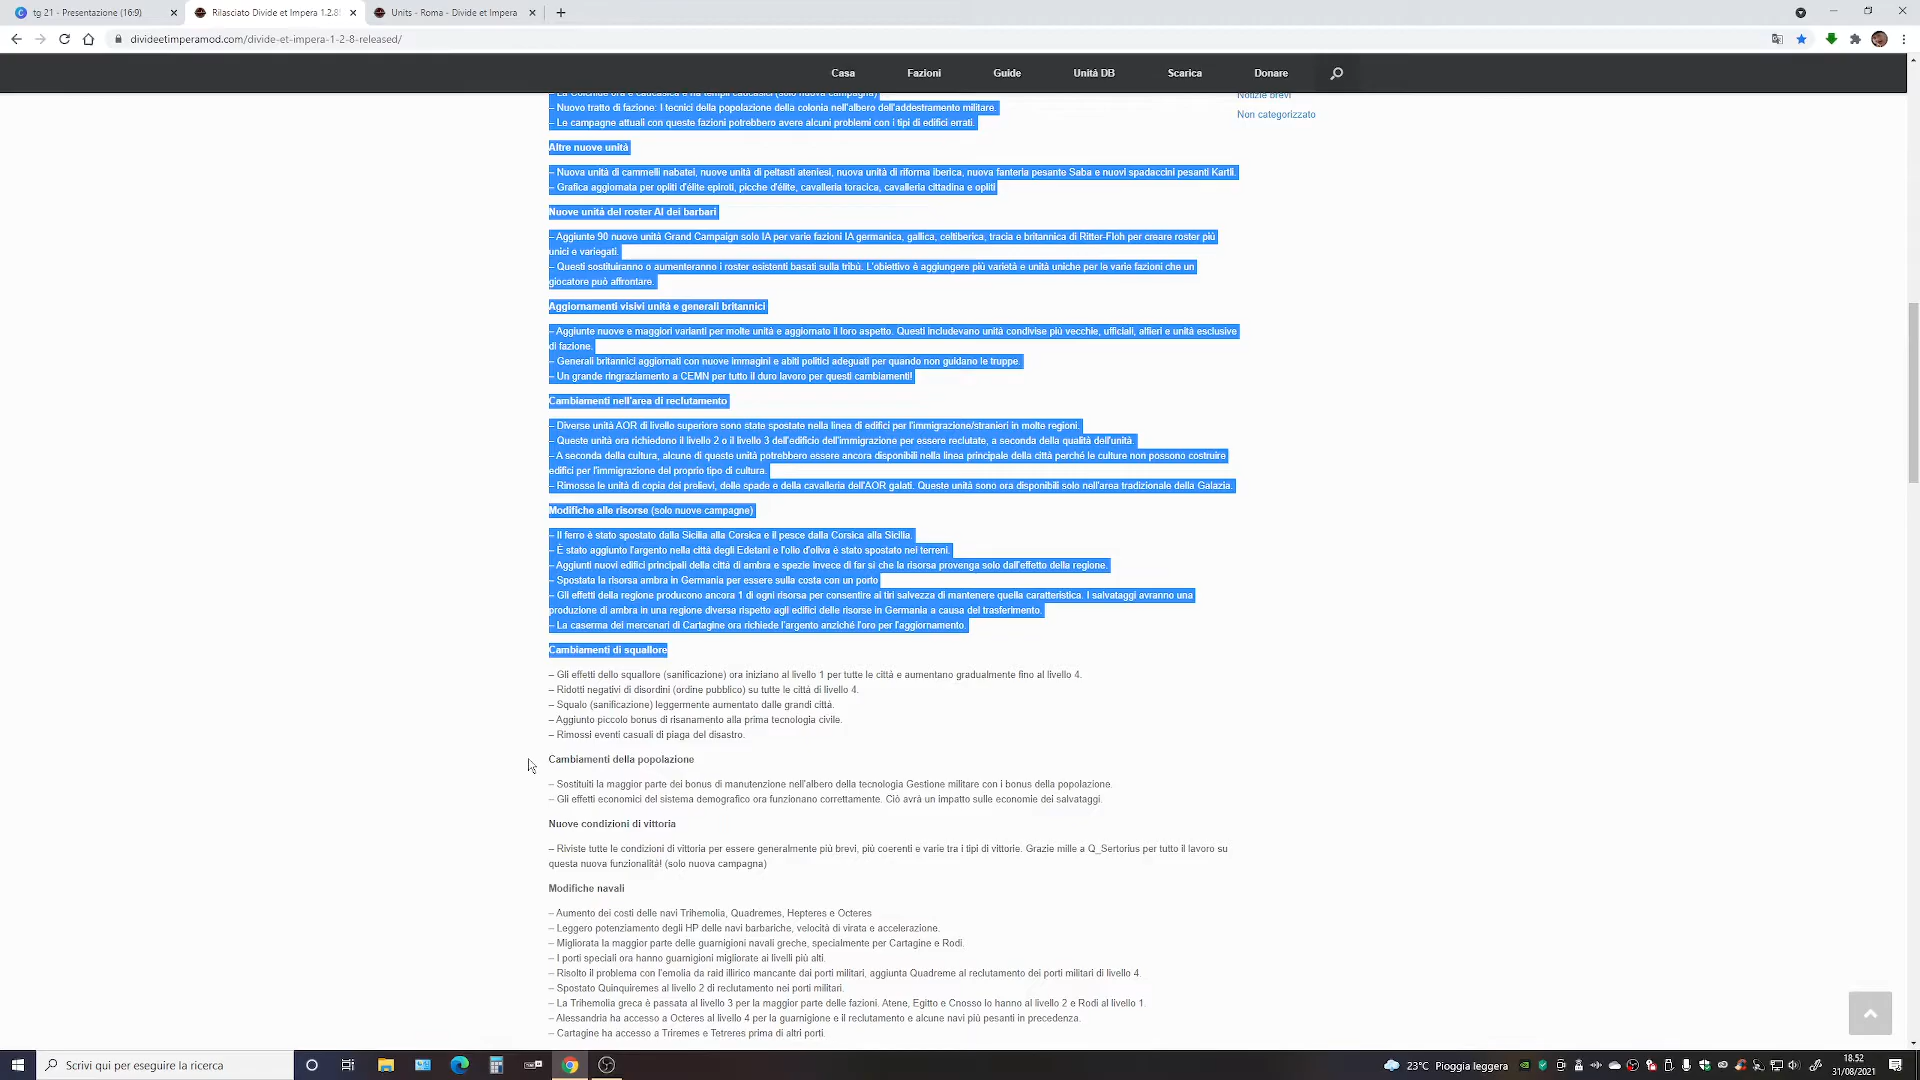 tg 21 - Presentazione (16:9)
Rilasciato Divide et Impera 1.2.8
Units - Roma - Divide et Impera
divideetimperamod.com/divide-et-impera-1-2-8-released/
Casa Fazioni Guide Unità DB Scarica Donare
Notizie brevi
Non categorizzato
– La Colchide ora è caucasica e ha templi caucasici (solo nuova campagna)
– Nuovo tratto di fazione: I tecnici della popolazione della colonia nell'albero dell'addestramento militare.
– Le campagne attuali con queste fazioni potrebbero avere alcuni problemi con i tipi di edifici errati.
Altre nuove unità
– Nuova unità di cammelli nabatei, nuove unità di peltasti ateniesi, nuova unità di riforma iberica, nuova fanteria pesante Saba e nuovi spadaccini pesanti Kartli.
– Grafica aggiornata per opliti d'élite epiroti, picche d'élite, cavalleria toracica, cavalleria cittadina e opliti
Nuove unità del roster AI dei barbari
– Aggiunte 90 nuove unità Grand Campaign solo IA per varie fazioni IA germanica, gallica, celtiberica, tracia e britannica di Ritter-Floh per creare roster più
unici e variegati.
– Questi sostituiranno o aumenteranno i roster esistenti basati sulla tribù. L'obiettivo è aggiungere più varietà e unità uniche per le varie fazioni che un
giocatore può affrontare.
Aggiornamenti visivi unità e generali britannici
– Aggiunte nuove e maggiori varianti per molte unità e aggiornato il loro aspetto. Questi includevano unità condivise più vecchie, ufficiali, alfieri e unità esclusive
di fazione.
– Generali britannici aggiornati con nuove immagini e abiti politici adeguati per quando non guidano le truppe.
– Un grande ringraziamento a CEMN per tutto il duro lavoro per questi cambiamenti!
Cambiamenti nell'area di reclutamento
– Diverse unità AOR di livello superiore sono state spostate nella linea di edifici per l'immigrazione/stranieri in molte regioni.
– Queste unità ora richiedono il livello 2 o il livello 3 dell'edificio dell'immigrazione per essere reclutate, a seconda della qualità dell'unità.
– A seconda della cultura, alcune di queste unità potrebbero essere ancora disponibili nella linea principale della città perché le culture non possono costruire
edifici per l'immigrazione del proprio tipo di cultura.
– Rimosse le unità di copia dei prelievi, delle spade e della cavalleria dell'AOR galati. Queste unità sono ora disponibili solo nell'area tradizionale della Galazia.
Modifiche alle risorse (solo nuove campagne)
– Il ferro è stato spostato dalla Sicilia alla Corsica e il pesce dalla Corsica alla Sicilia.
– È stato aggiunto l'argento nella città degli Edetani e l'olio d'oliva è stato spostato nei terreni.
– Aggiunti nuovi edifici principali della città di ambra e spezie invece di far sì che la risorsa provenga solo dall'effetto della regione.
– Spostata la risorsa ambra in Germania per essere sulla costa con un porto
– Gli effetti della regione producono ancora 1 di ogni risorsa per consentire ai tiri salvezza di mantenere quella caratteristica. I salvataggi avranno una
produzione di ambra in una regione diversa rispetto agli edifici delle risorse in Germania a causa del trasferimento.
– La caserma dei mercenari di Cartagine ora richiede l'argento anziché l'oro per l'aggiornamento.
Cambiamenti di squallore
– Gli effetti dello squallore (sanificazione) ora iniziano al livello 1 per tutte le città e aumentano gradualmente fino al livello 4.
– Ridotti negativi di disordini (ordine pubblico) su tutte le città di livello 4.
– Squalo (sanificazione) leggermente aumentato dalle grandi città.
– Aggiunto piccolo bonus di risanamento alla prima tecnologia civile.
– Rimossi eventi casuali di piaga del disastro.
Cambiamenti della popolazione
– Sostituiti la maggior parte dei bonus di manutenzione nell'albero della tecnologia Gestione militare con i bonus della popolazione.
– Gli effetti economici del sistema demografico ora funzionano correttamente. Ciò avrà un impatto sulle economie dei salvataggi.
Nuove condizioni di vittoria
– Riviste tutte le condizioni di vittoria per essere generalmente più brevi, più coerenti e varie tra i tipi di vittorie. Grazie mille a Q_Sertorius per tutto il lavoro su
questa nuova funzionalità! (solo nuova campagna)
Modifiche navali
– Aumento dei costi delle navi Trihemolia, Quadremes, Hepteres e Octeres
– Leggero potenziamento degli HP delle navi barbariche, velocità di virata e accelerazione.
– Migliorata la maggior parte delle guarnigioni navali greche, specialmente per Cartagine e Rodi.
– I porti speciali ora hanno guarnigioni migliorate ai livelli più alti.
– Risolto il problema con l'emolia da raid illirico mancante dai porti militari, aggiunta Quadreme al reclutamento dei porti militari di livello 4.
– Spostato Quinquiremes al livello 2 di reclutamento nei porti militari.
– La Trihemolia greca è passata al livello 3 per la maggior parte delle fazioni. Atene, Egitto e Cnosso lo hanno al livello 2 e Rodi al livello 1.
– Alessandria ha accesso a Octeres al livello 4 per la guarnigione e il reclutamento e alcune navi più pesanti in precedenza.
– Cartagine ha accesso a Triremes e Tetreres prima di altri porti.
Scrivi qui per eseguire la ricerca
23°C Pioggia leggera
18.52
31/08/2021